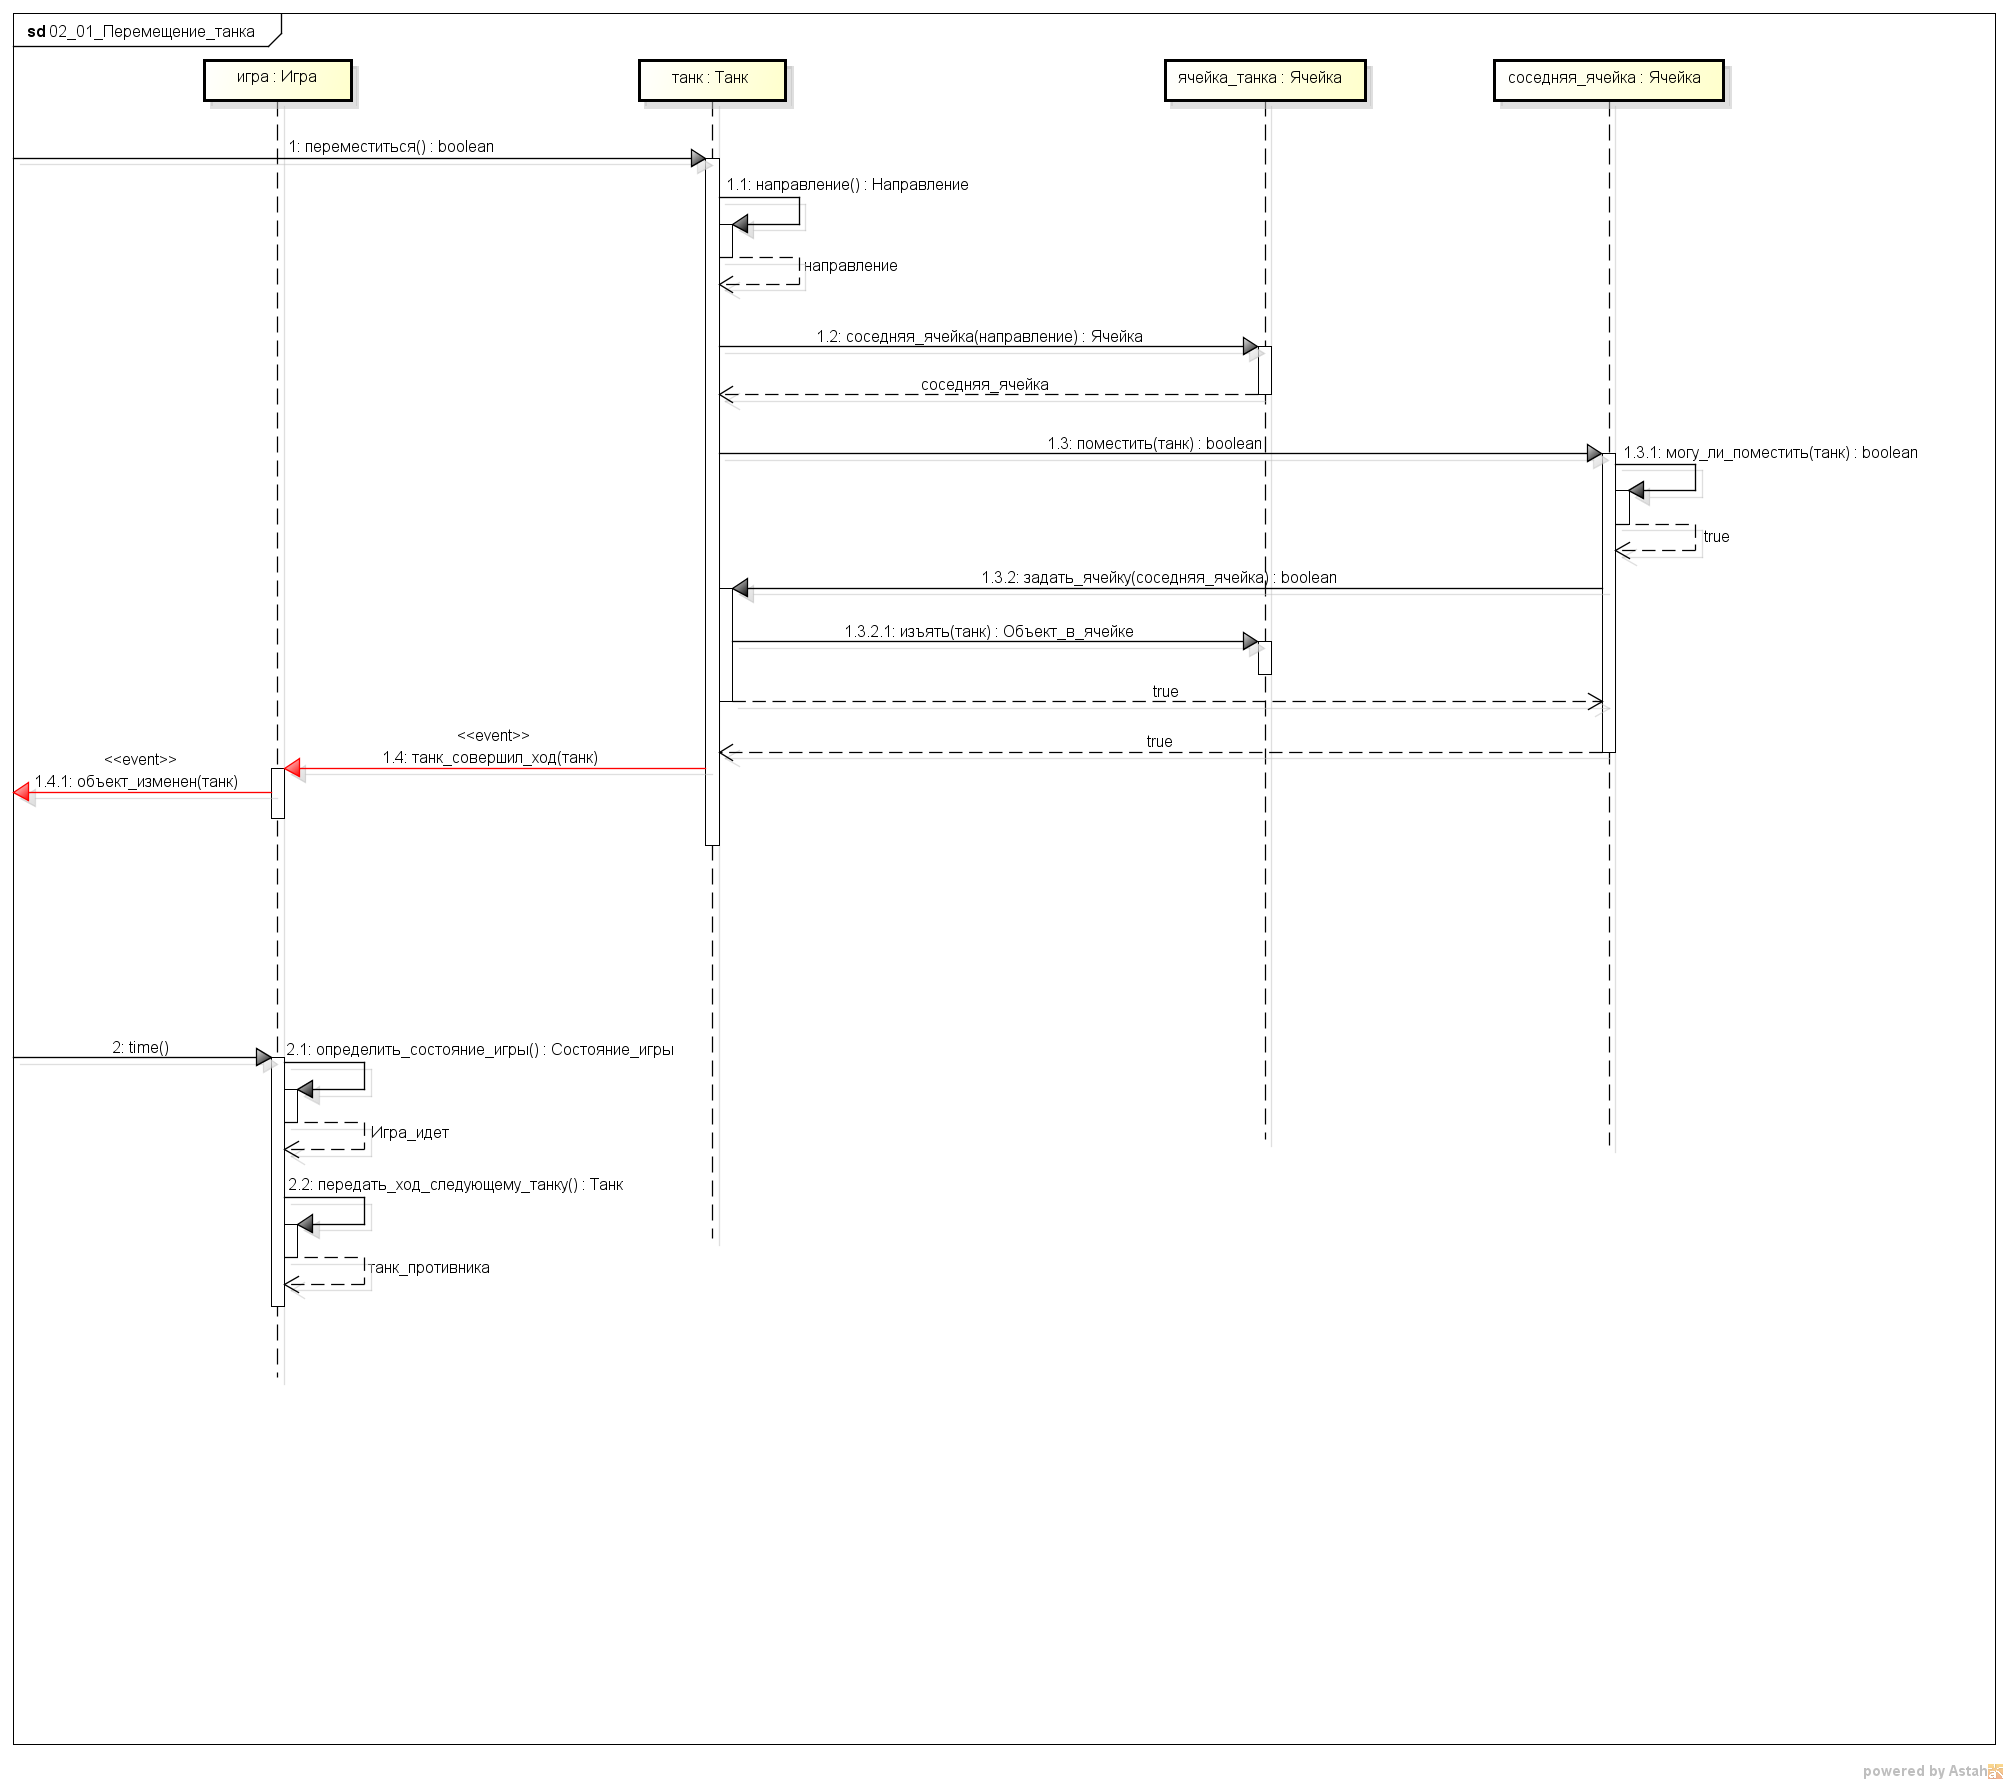 sd 02_01_Перемещение_танка
игра : Игра
танк : Танк
ячейка_танка : Ячейка
соседняя_ячейка : Ячейка
1: переместиться() : boolean
1.1: направление() : Направление
направление
1.2: соседняя_ячейка(направление) : Ячейка
соседняя_ячейка
1.3: поместить(танк) : boolean
1.3.1: могу_ли_поместить(танк) : boolean
true
1.3.2: задать_ячейку(соседняя_ячейка) : boolean
1.3.2.1: изъять(танк) : Объект_в_ячейке
true
true
<<event>>
1.4: танк_совершил_ход(танк)
<<event>>
1.4.1: объект_изменен(танк)
2: time()
2.1: определить_состояние_игры() : Состояние_игры
Игра_идет
2.2: передать_ход_следующему_танку() : Танк
танк_противника
powered by Astah